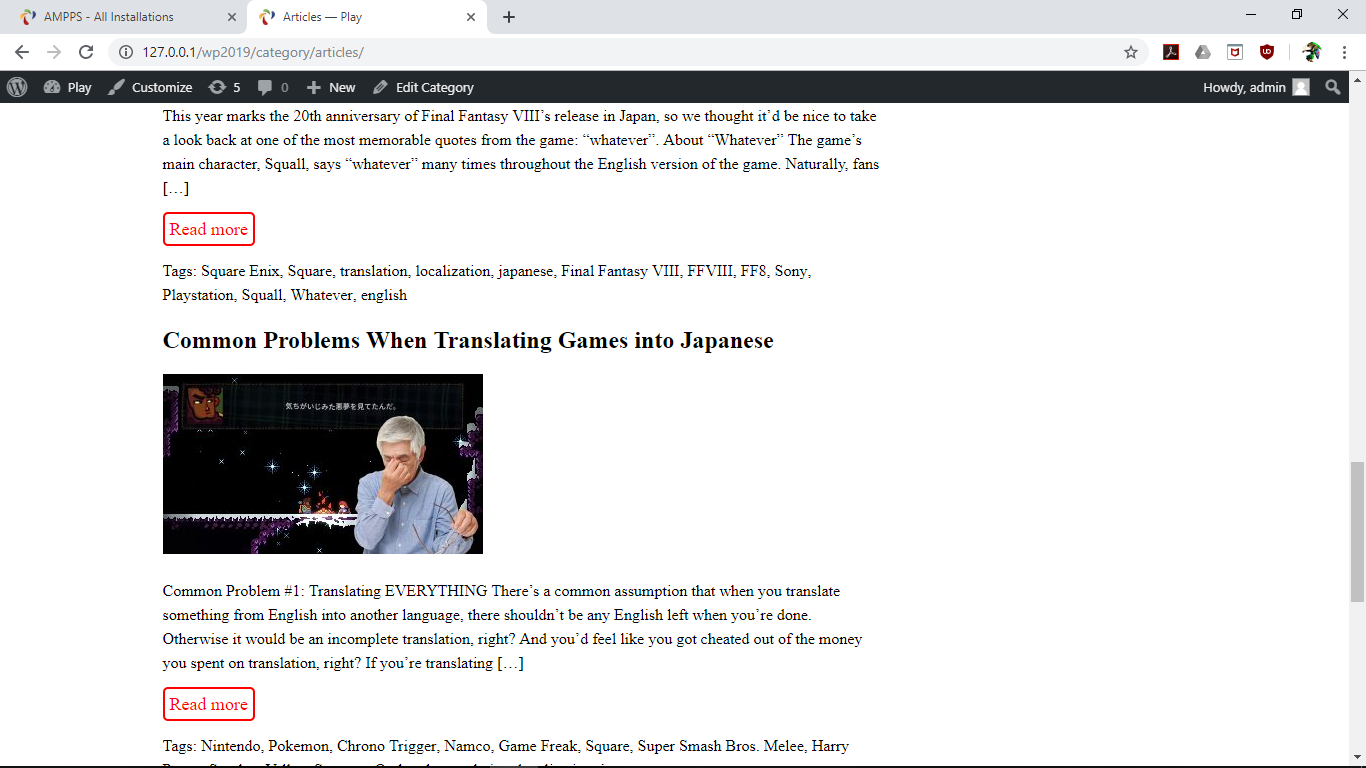 AMPPS - All Installations
Articles — Play
127.0.0.1/wp2019/category/articles/
Play Customize 5 0 New Edit Category Howdy, admin
This year marks the 20th anniversary of Final Fantasy VIII’s release in Japan, so we thought it’d be nice to take
a look back at one of the most memorable quotes from the game: “whatever”. About “Whatever” The game’s
main character, Squall, says “whatever” many times throughout the English version of the game. Naturally, fans
[…]
Read more
Tags: Square Enix, Square, translation, localization, japanese, Final Fantasy VIII, FFVIII, FF8, Sony,
Playstation, Squall, Whatever, english
Common Problems When Translating Games into Japanese
気ちがいじみた悪夢を見てたんだ。
Common Problem #1: Translating EVERYTHING There’s a common assumption that when you translate
something from English into another language, there shouldn’t be any English left when you’re done.
Otherwise it would be an incomplete translation, right? And you’d feel like you got cheated out of the money
you spent on translation, right? If you’re translating […]
Read more
Tags: Nintendo, Pokemon, Chrono Trigger, Namco, Game Freak, Square, Super Smash Bros. Melee, Harry